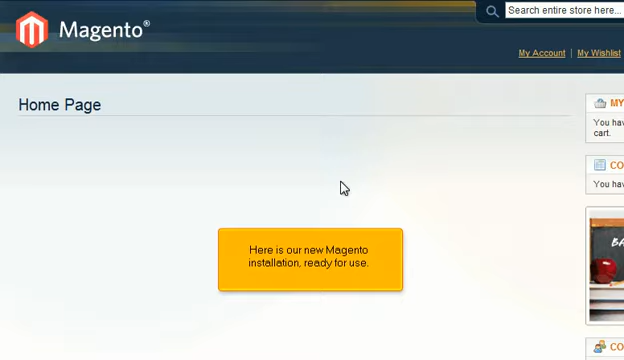 Magento®
Search entire store here...
My Account | My Wishlist
Home Page
MY
You hav
cart.
CO
You hav
Here is our new Magento
installation, ready for use.
BA
CO